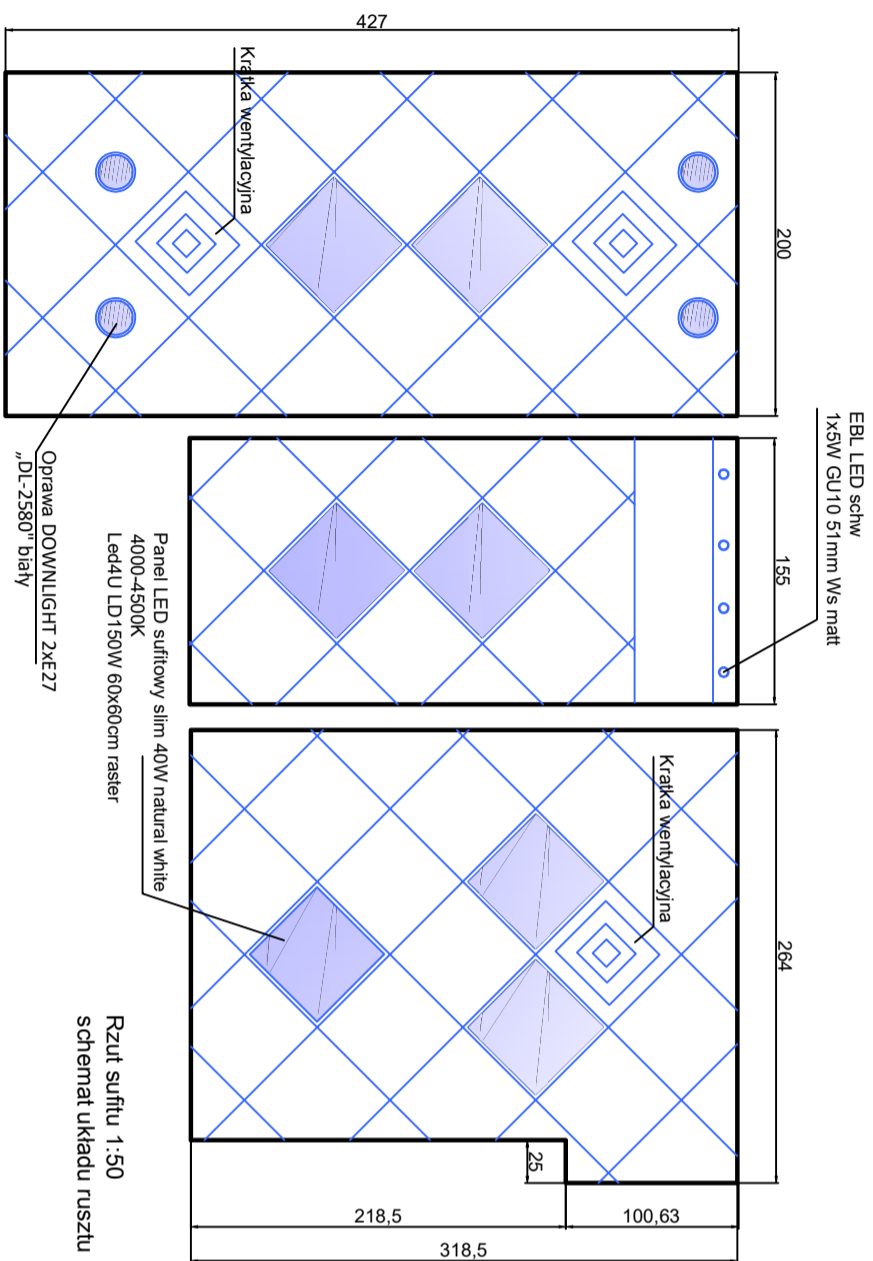 427
Kratka wentylacyjna
200
EBL LED schw
1x5W GU10 51mm Ws matt
155
Oprawa DOWNLIGHT 2xE27
„DL-2580" biały
Panel LED sufitowy slim 40W natural white
4000-4500K
Led4U LD150W 60x60cm raster
Kratka wentylacyjna
264
25
218,5
100,63
318,5
Rzut sufitu 1:50
schemat układu rusztu